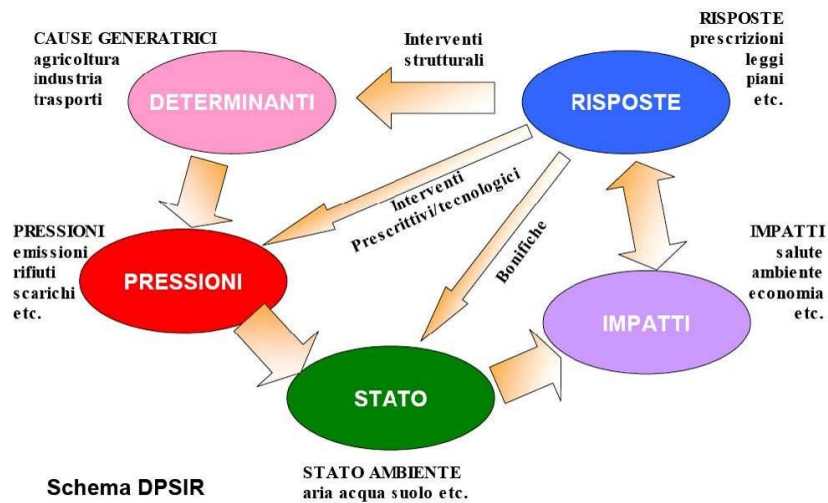 CAUSE GENERATRICI
agricoltura
industria
trasporti
DETERMINANTI
Interventi
strutturali
RISPOSTE
RISPOSTE
prescrizioni
leggi
piani
etc.
Interventi
Prescrittivi/tecnologici
Bonifiche
PRESSIONI
emissioni
rifiuti
scarichi
etc.
PRESSIONI
IMPATTI
IMPATTI
salute
ambiente
economia
etc.
STATO
STATO AMBIENTE
aria acqua suolo etc.
Schema DPSIR